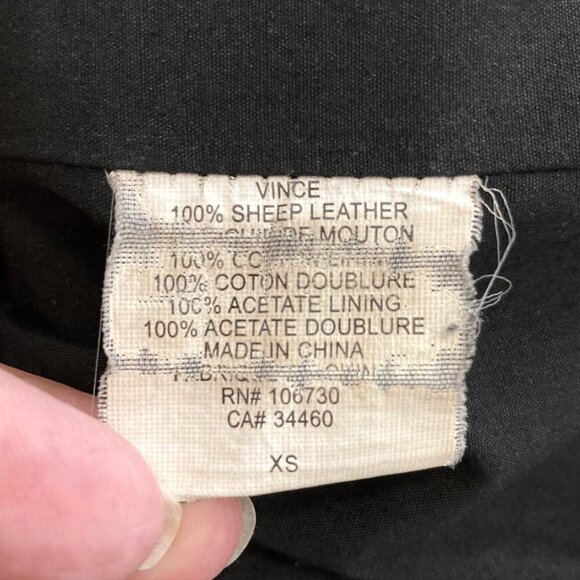 VINCE
100% SHEEP LEATHER
MOUTON
100%
100% COTON DOUBLURE
100% ACETATE LINING
100% ACETATE DOUBLURE
MADE IN CHINA
RN# 106730
CA# 34460
XS